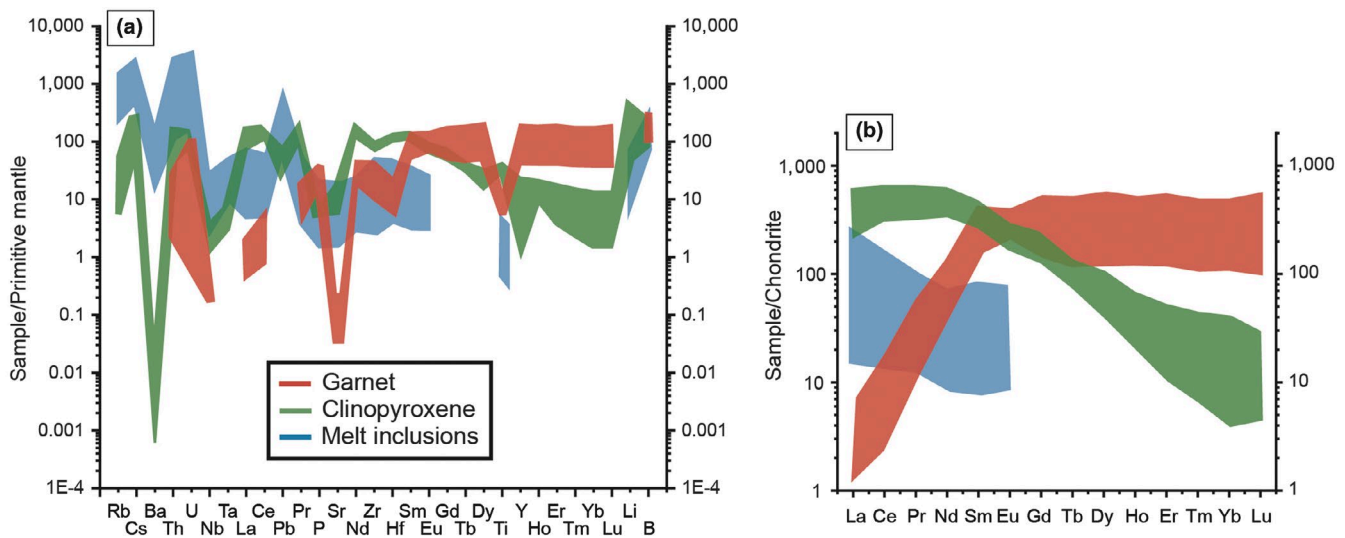 (a)
10,000
1,000
100
10
1
0.1
0.01
0.001
1E-4
Sample/Primitive mantle
10,000
1,000
100
10
1
0.1
0.01
0.001
1E-4
Garnet
Clinopyroxene
Melt inclusions
Rb Ba U Ta Ce Pr Sr Zr Sm Gd Dy Y Er Yb Li
Cs Th Nb La Pb P Nd Hf Eu Tb Ti Ho Tm Lu B
(b)
1,000
100
10
1
Sample/Chondrite
1,000
100
10
1
La Ce Pr Nd Sm Eu Gd Tb Dy Ho Er Tm Yb Lu